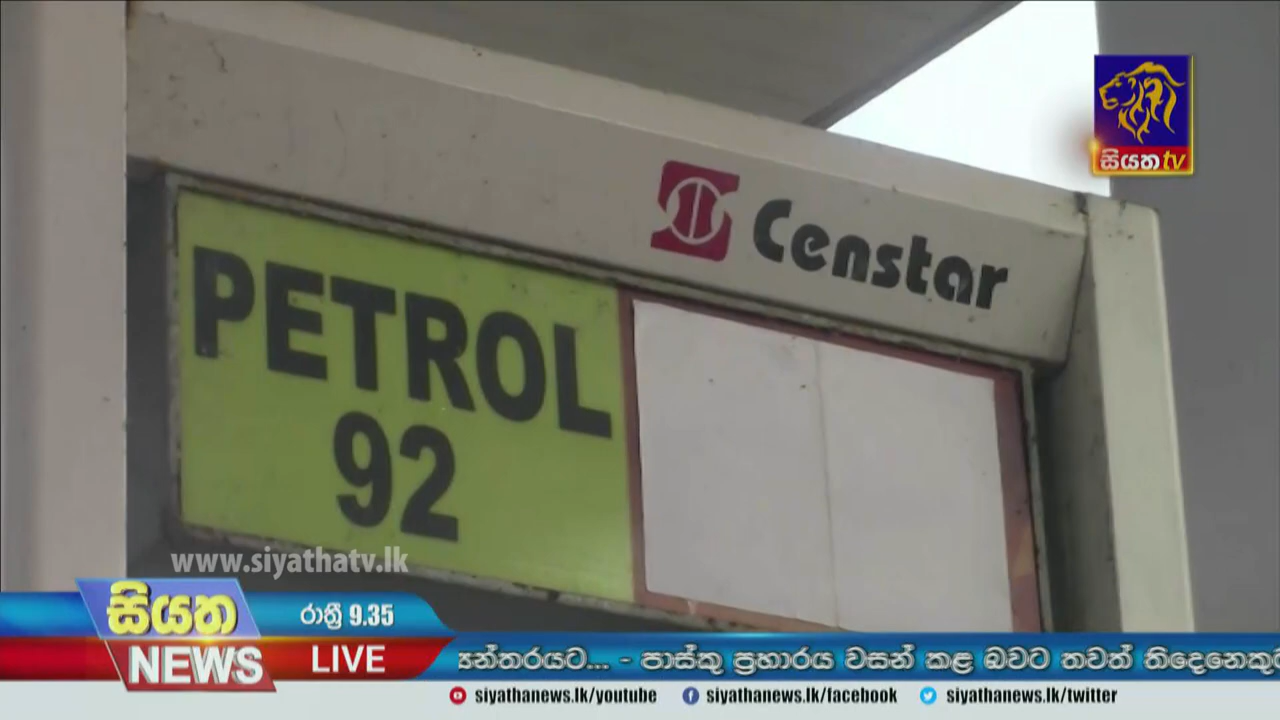 සියත tv
Censtar
PETROL
92
www.siyathatv.lk
සියත
NEWS
රාත්‍රී 9.35
LIVE
න්තරයට... - පාස්කු ප්‍රහාරය වසන් කළ බවට තවත් තිදෙනෙකු
siyathanews.lk/youtube
siyathanews.lk/facebook
siyathanews.lk/twitter